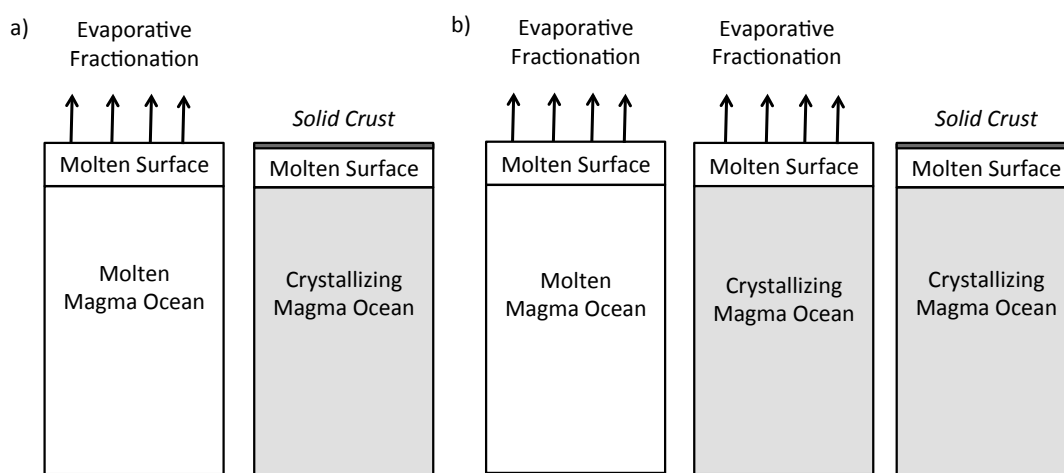 a)
Evaporative
Fractionation
Solid Crust
Molten Surface
Molten Surface
Molten
Magma Ocean
Crystallizing
Magma Ocean
b)
Evaporative
Fractionation
Evaporative
Fractionation
Solid Crust
Molten Surface
Molten Surface
Molten Surface
Molten
Magma Ocean
Crystallizing
Magma Ocean
Crystallizing
Magma Ocean